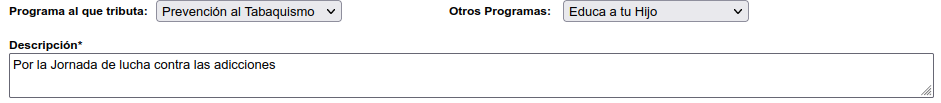 Programa al que tributa: Prevención al Tabaquismo Otros Programas: Educa a tu Hijo
Descripción*
Por la Jornada de lucha contra las adicciones